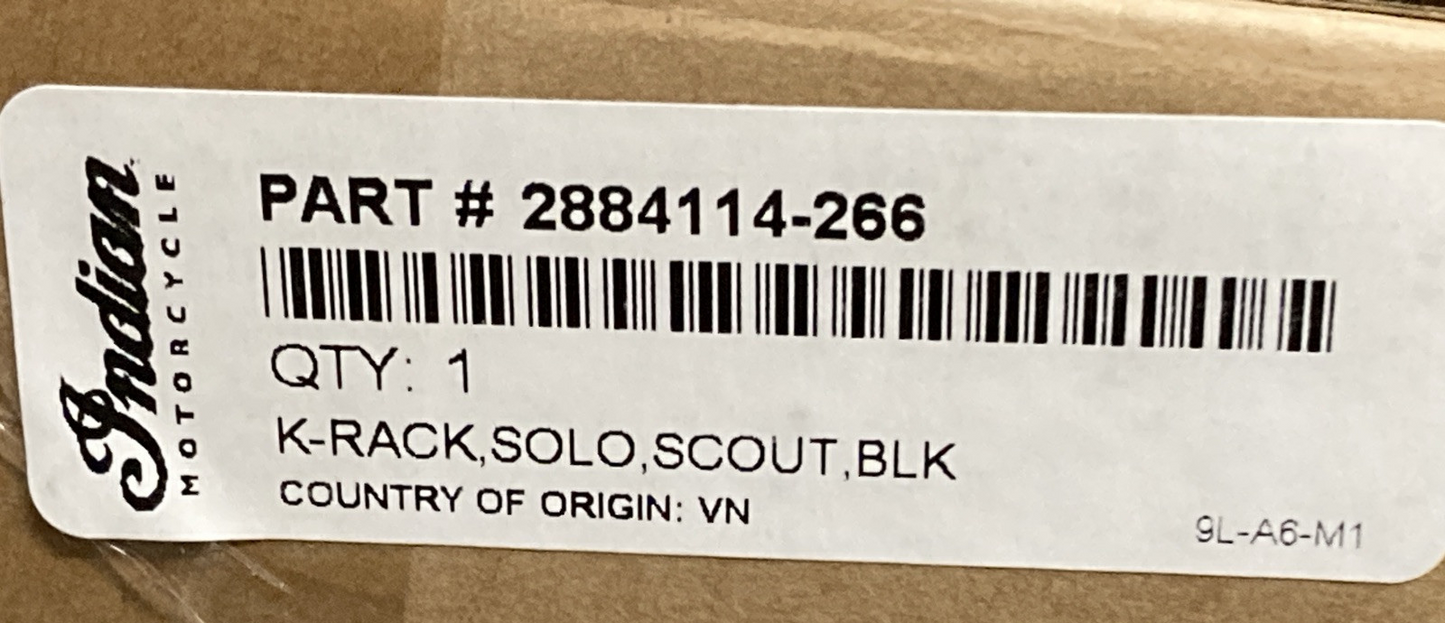 Indian
MOTORCYCLE
PART # 2884114-266
QTY: 1
K-RACK,SOLO,SCOUT,BLK
COUNTRY OF ORIGIN: VN
9L-A6-M1